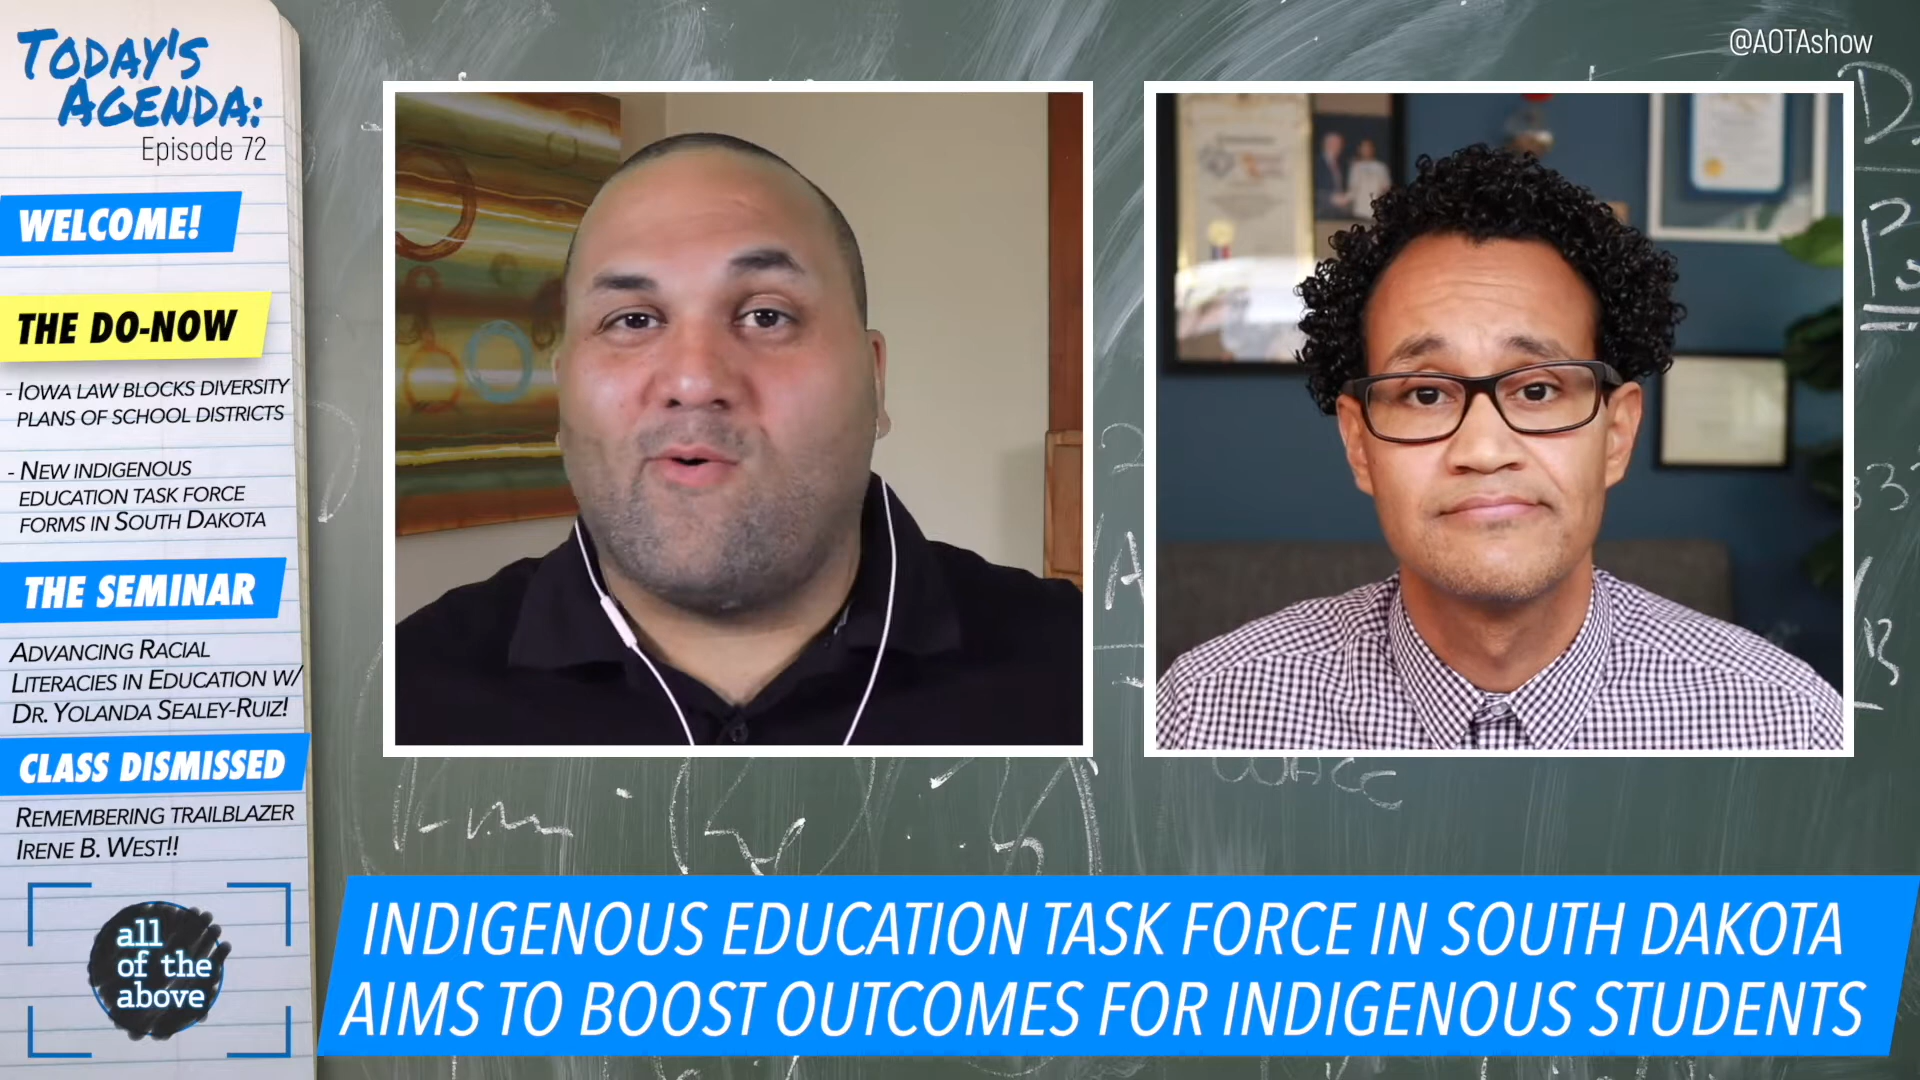 TODAY'S
AGENDA:
Episode 72
WELCOME!
THE DO-NOW
- IOWA LAW BLOCKS DIVERSITY
PLANS OF SCHOOL DISTRICTS
- NEW INDIGENOUS
EDUCATION TASK FORCE
FORMS IN SOUTH DAKOTA
THE SEMINAR
ADVANCING RACIAL
LITERACIES IN EDUCATION W/
DR. YOLANDA SEALEY-RUIZ!
CLASS DISMISSED
REMEMBERING TRAILBLAZER
IRENE B. WEST!!
all
of the
above
@AOTAshow
INDIGENOUS EDUCATION TASK FORCE IN SOUTH DAKOTA
AIMS TO BOOST OUTCOMES FOR INDIGENOUS STUDENTS